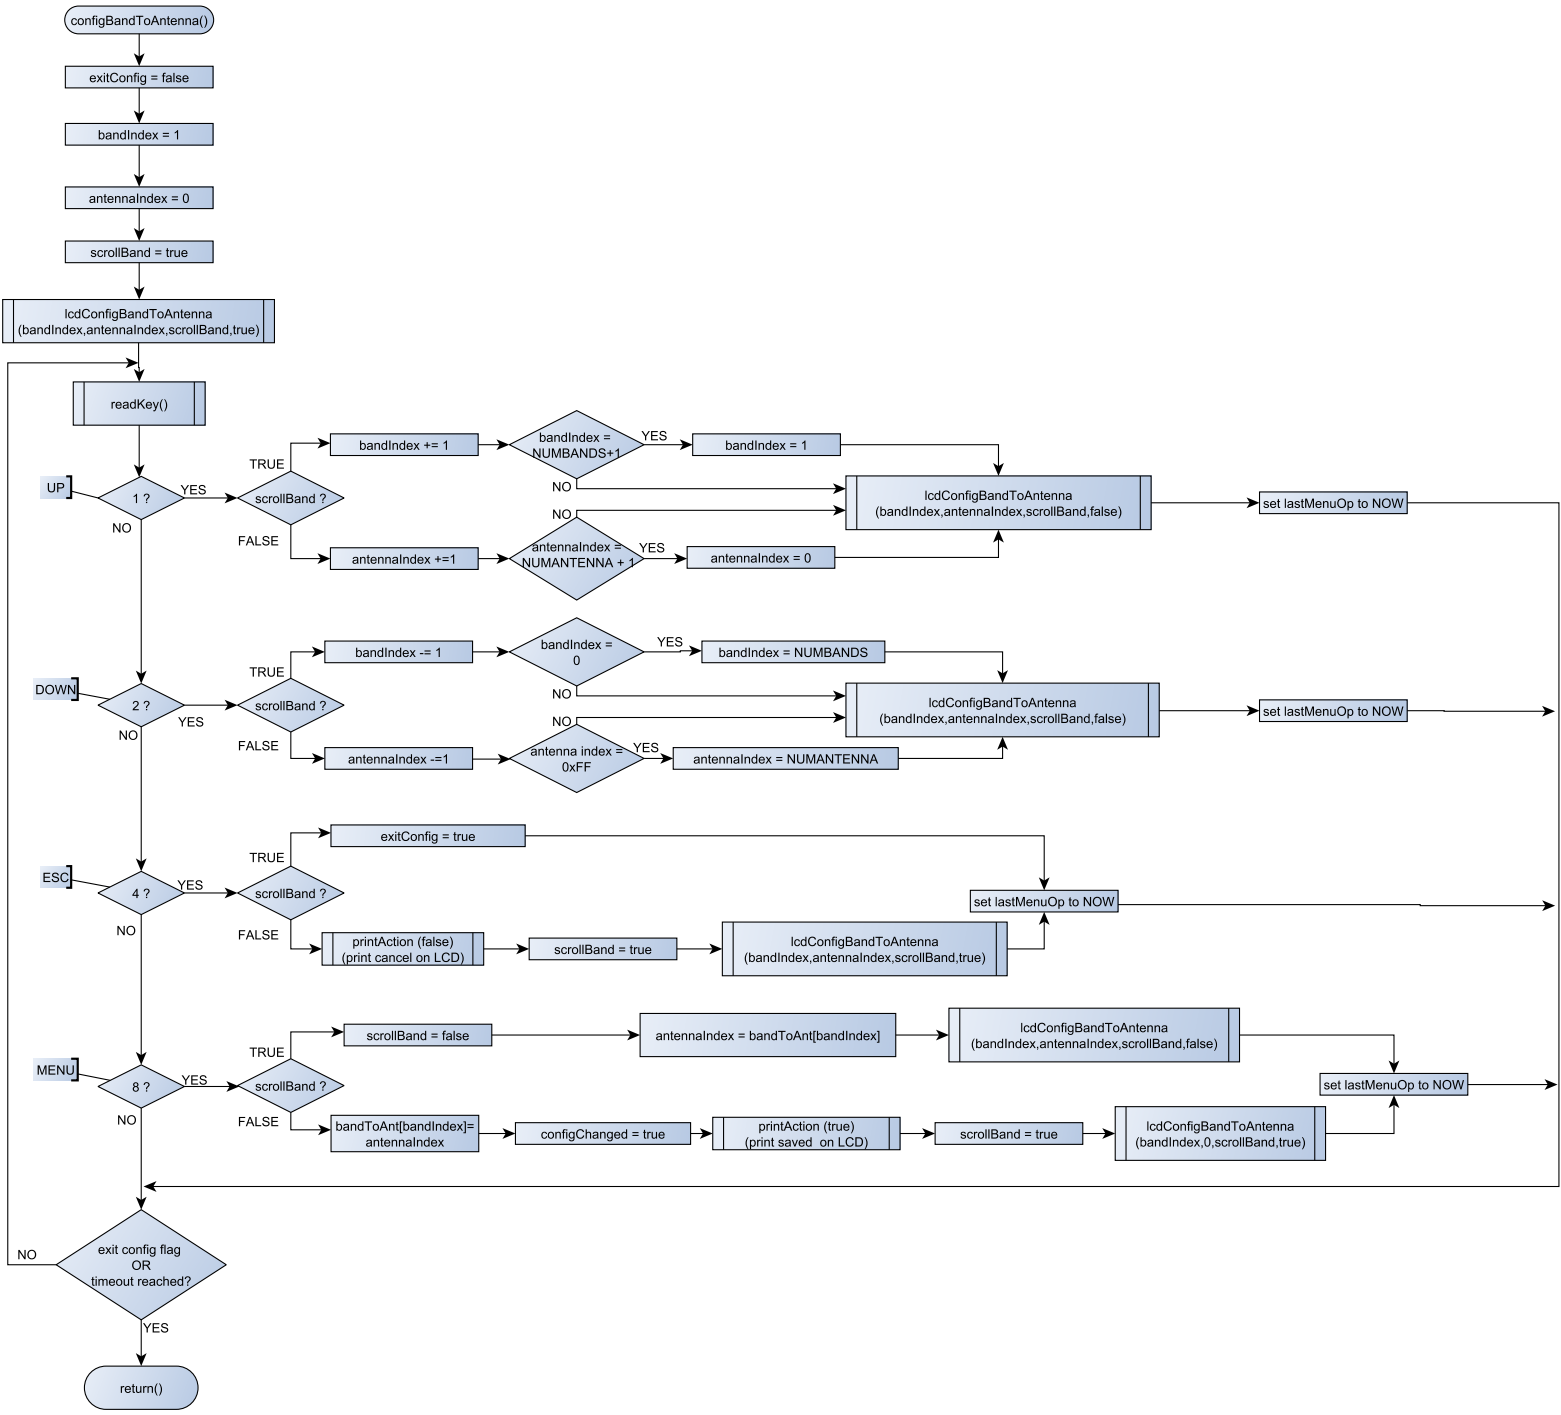 configBandToAntenna()
exitConfig = false
bandIndex = 1
antennaIndex = 0
scrollBand = true
lcdConfigBandToAntenna
(bandIndex,antennaIndex,scrollBand,true)
readKey()
UP
1 ?
YES
NO
scrollBand ?
TRUE
FALSE
bandIndex += 1
bandIndex =
NUMBANDS+1
YES
NO
bandIndex = 1
antennaIndex +=1
antennaIndex =
NUMANTENNA + 1
NO
YES
antennaIndex = 0
lcdConfigBandToAntenna
(bandIndex,antennaIndex,scrollBand,false)
set lastMenuOp to NOW
DOWN
2 ?
YES
NO
scrollBand ?
TRUE
FALSE
bandIndex -= 1
bandIndex =
0
YES
NO
bandIndex = NUMBANDS
antennaIndex -=1
antenna index =
0xFF
NO
YES
antennaIndex = NUMANTENNA
lcdConfigBandToAntenna
(bandIndex,antennaIndex,scrollBand,false)
set lastMenuOp to NOW
ESC
4 ?
YES
NO
scrollBand ?
TRUE
FALSE
exitConfig = true
printAction (false)
(print cancel on LCD)
scrollBand = true
lcdConfigBandToAntenna
(bandIndex,antennaIndex,scrollBand,true)
set lastMenuOp to NOW
MENU
8 ?
YES
NO
scrollBand ?
TRUE
FALSE
scrollBand = false
antennaIndex = bandToAnt[bandIndex]
lcdConfigBandToAntenna
(bandIndex,antennaIndex,scrollBand,false)
bandToAnt[bandIndex]=
antennaIndex
configChanged = true
printAction (true)
(print saved  on LCD)
scrollBand = true
lcdConfigBandToAntenna
(bandIndex,0,scrollBand,true)
set lastMenuOp to NOW
exit config flag
OR
timeout reached?
NO
YES
return()